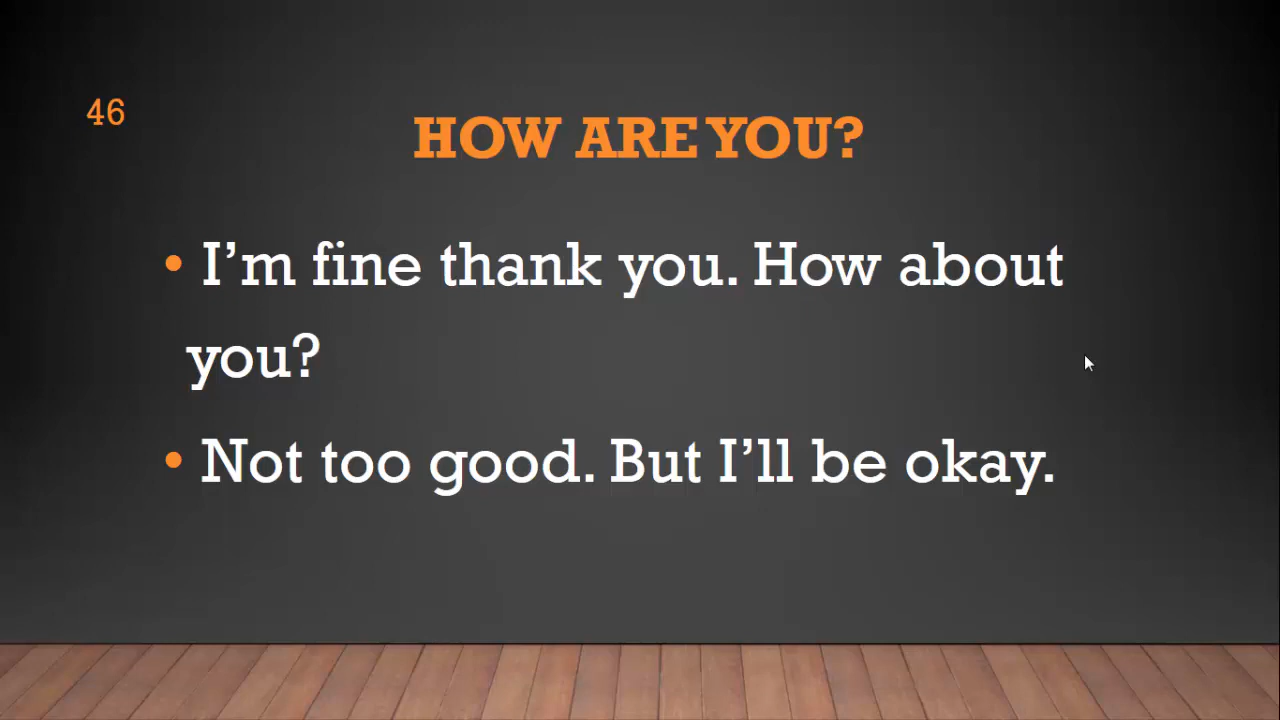 46
HOW ARE YOU?
• I’m fine thank you. How about
you?
• Not too good. But I’ll be okay.